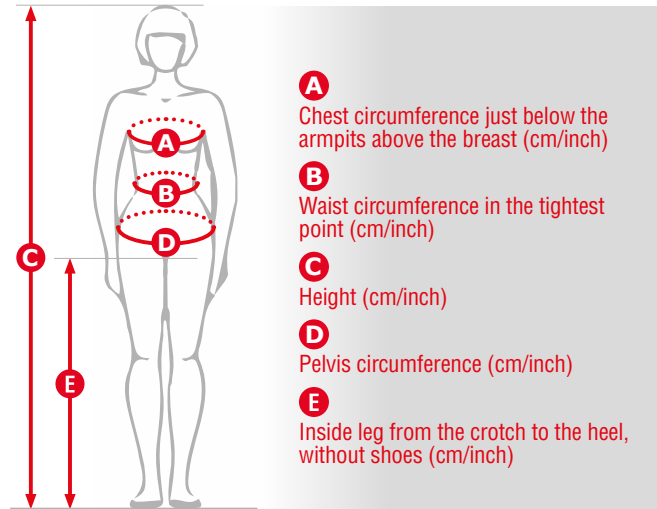 A
Chest circumference just below the
armpits above the breast (cm/inch)
B
Waist circumference in the tightest
point (cm/inch)
C
Height (cm/inch)
D
Pelvis circumference (cm/inch)
E
Inside leg from the crotch to the heel,
without shoes (cm/inch)
A
B
D
C
E